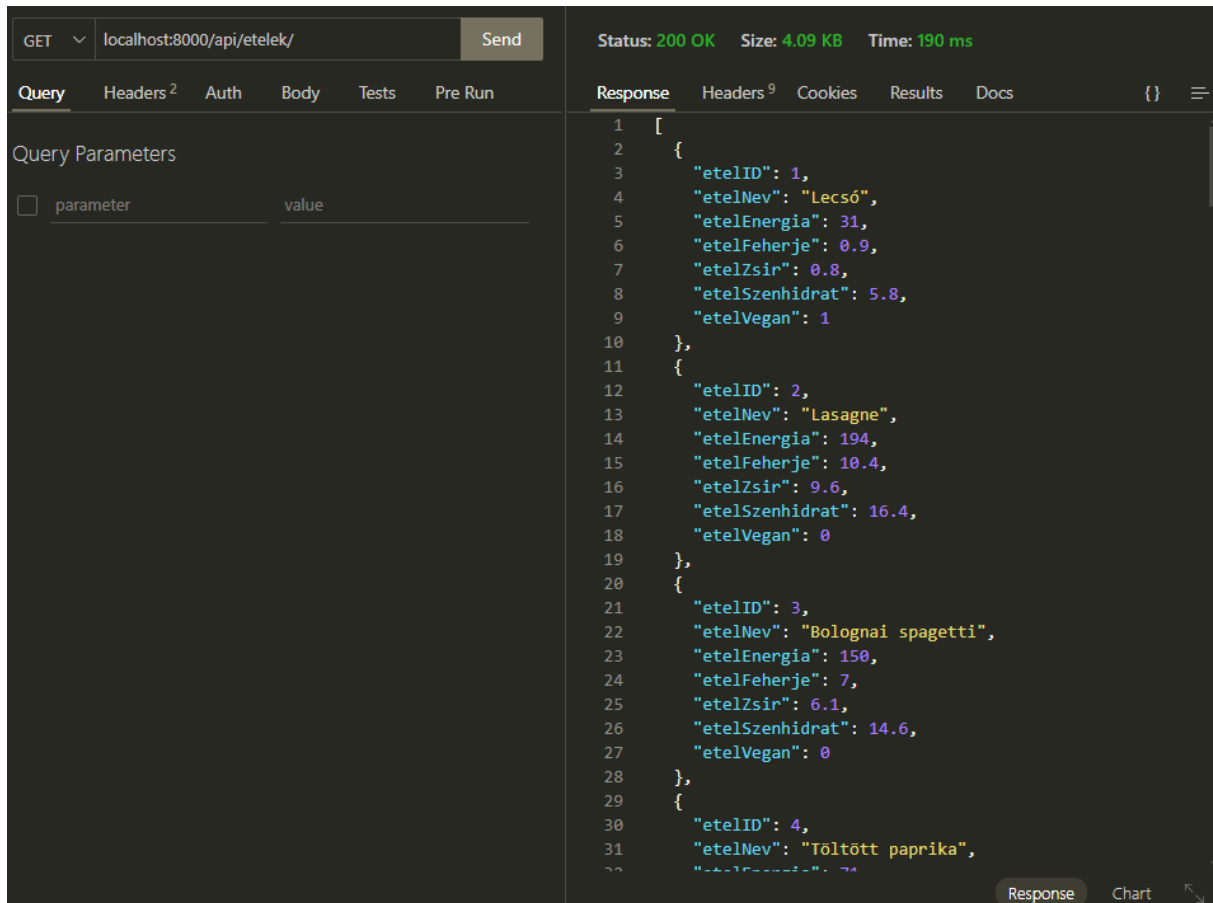 GET localhost:8000/api/etelek/ Send
Query Headers 2 Auth Body Tests Pre Run
Query Parameters
parameter value
Status: 200 OK Size: 4.09 KB Time: 190 ms
Response Headers 9 Cookies Results Docs {}
1 [
2 {
3 "etelID": 1,
4 "etelNev": "Lecsó",
5 "etelEnergia": 31,
6 "etelFeherje": 0.9,
7 "etelZsir": 0.8,
8 "etelSzenhidrat": 5.8,
9 "etelVegan": 1
10 },
11 {
12 "etelID": 2,
13 "etelNev": "Lasagne",
14 "etelEnergia": 194,
15 "etelFeherje": 10.4,
16 "etelZsir": 9.6,
17 "etelSzenhidrat": 16.4,
18 "etelVegan": 0
19 },
20 {
21 "etelID": 3,
22 "etelNev": "Bolognai spagetti",
23 "etelEnergia": 150,
24 "etelFeherje": 7,
25 "etelZsir": 6.1,
26 "etelSzenhidrat": 14.6,
27 "etelVegan": 0
28 },
29 {
30 "etelID": 4,
31 "etelNev": "Töltött paprika",
32 "etelEnergia": 71
Response Chart